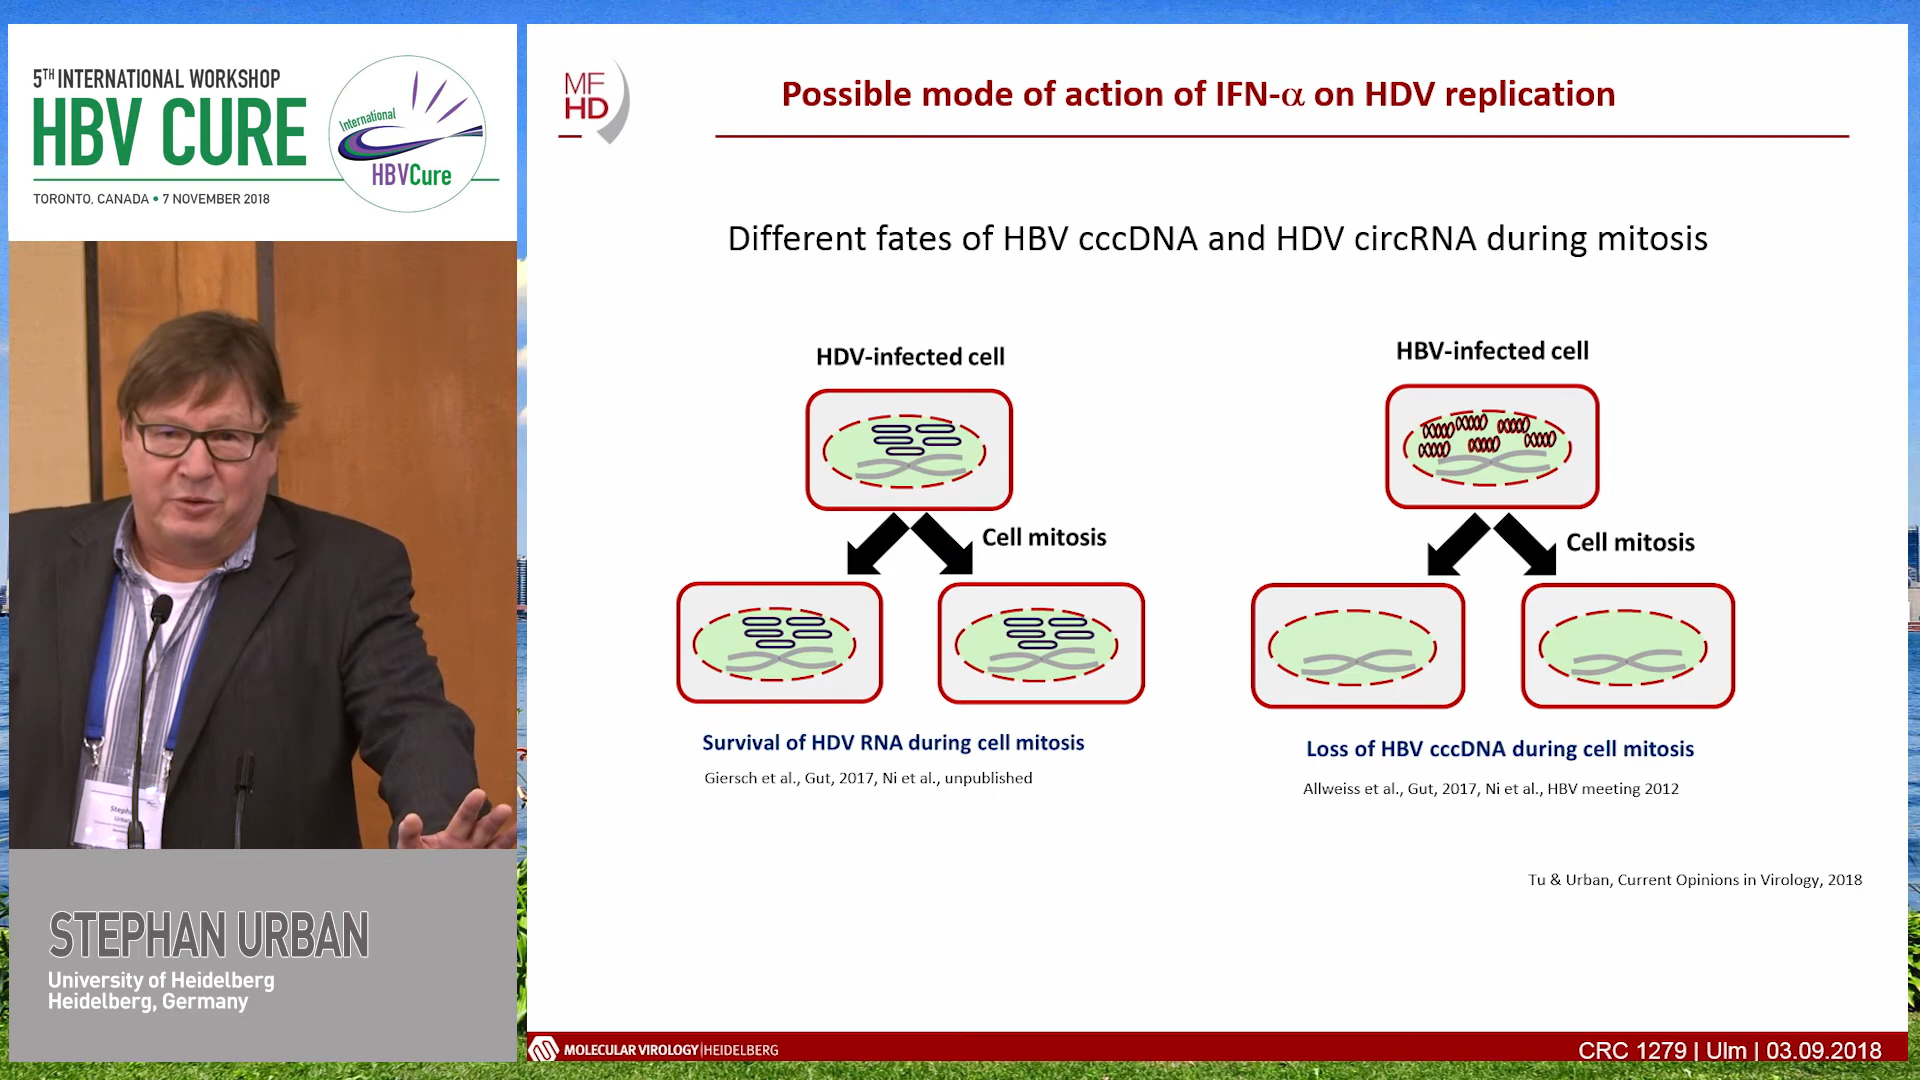 5TH INTERNATIONAL WORKSHOP
HBV CURE
TORONTO, CANADA • 7 NOVEMBER 2018
International
HBVCure
STEPHAN URBAN
University of Heidelberg
Heidelberg, Germany
MF
HD
Possible mode of action of IFN-α on HDV replication
Different fates of HBV cccDNA and HDV circRNA during mitosis
HDV-infected cell
Cell mitosis
Survival of HDV RNA during cell mitosis
Giersch et al., Gut, 2017, Ni et al., unpublished
HBV-infected cell
Cell mitosis
Loss of HBV cccDNA during cell mitosis
Allweiss et al., Gut, 2017, Ni et al., HBV meeting 2012
Tu & Urban, Current Opinions in Virology, 2018
MOLECULAR VIROLOGY|HEIDELBERG
CRC 1279 | Ulm | 03.09.2018